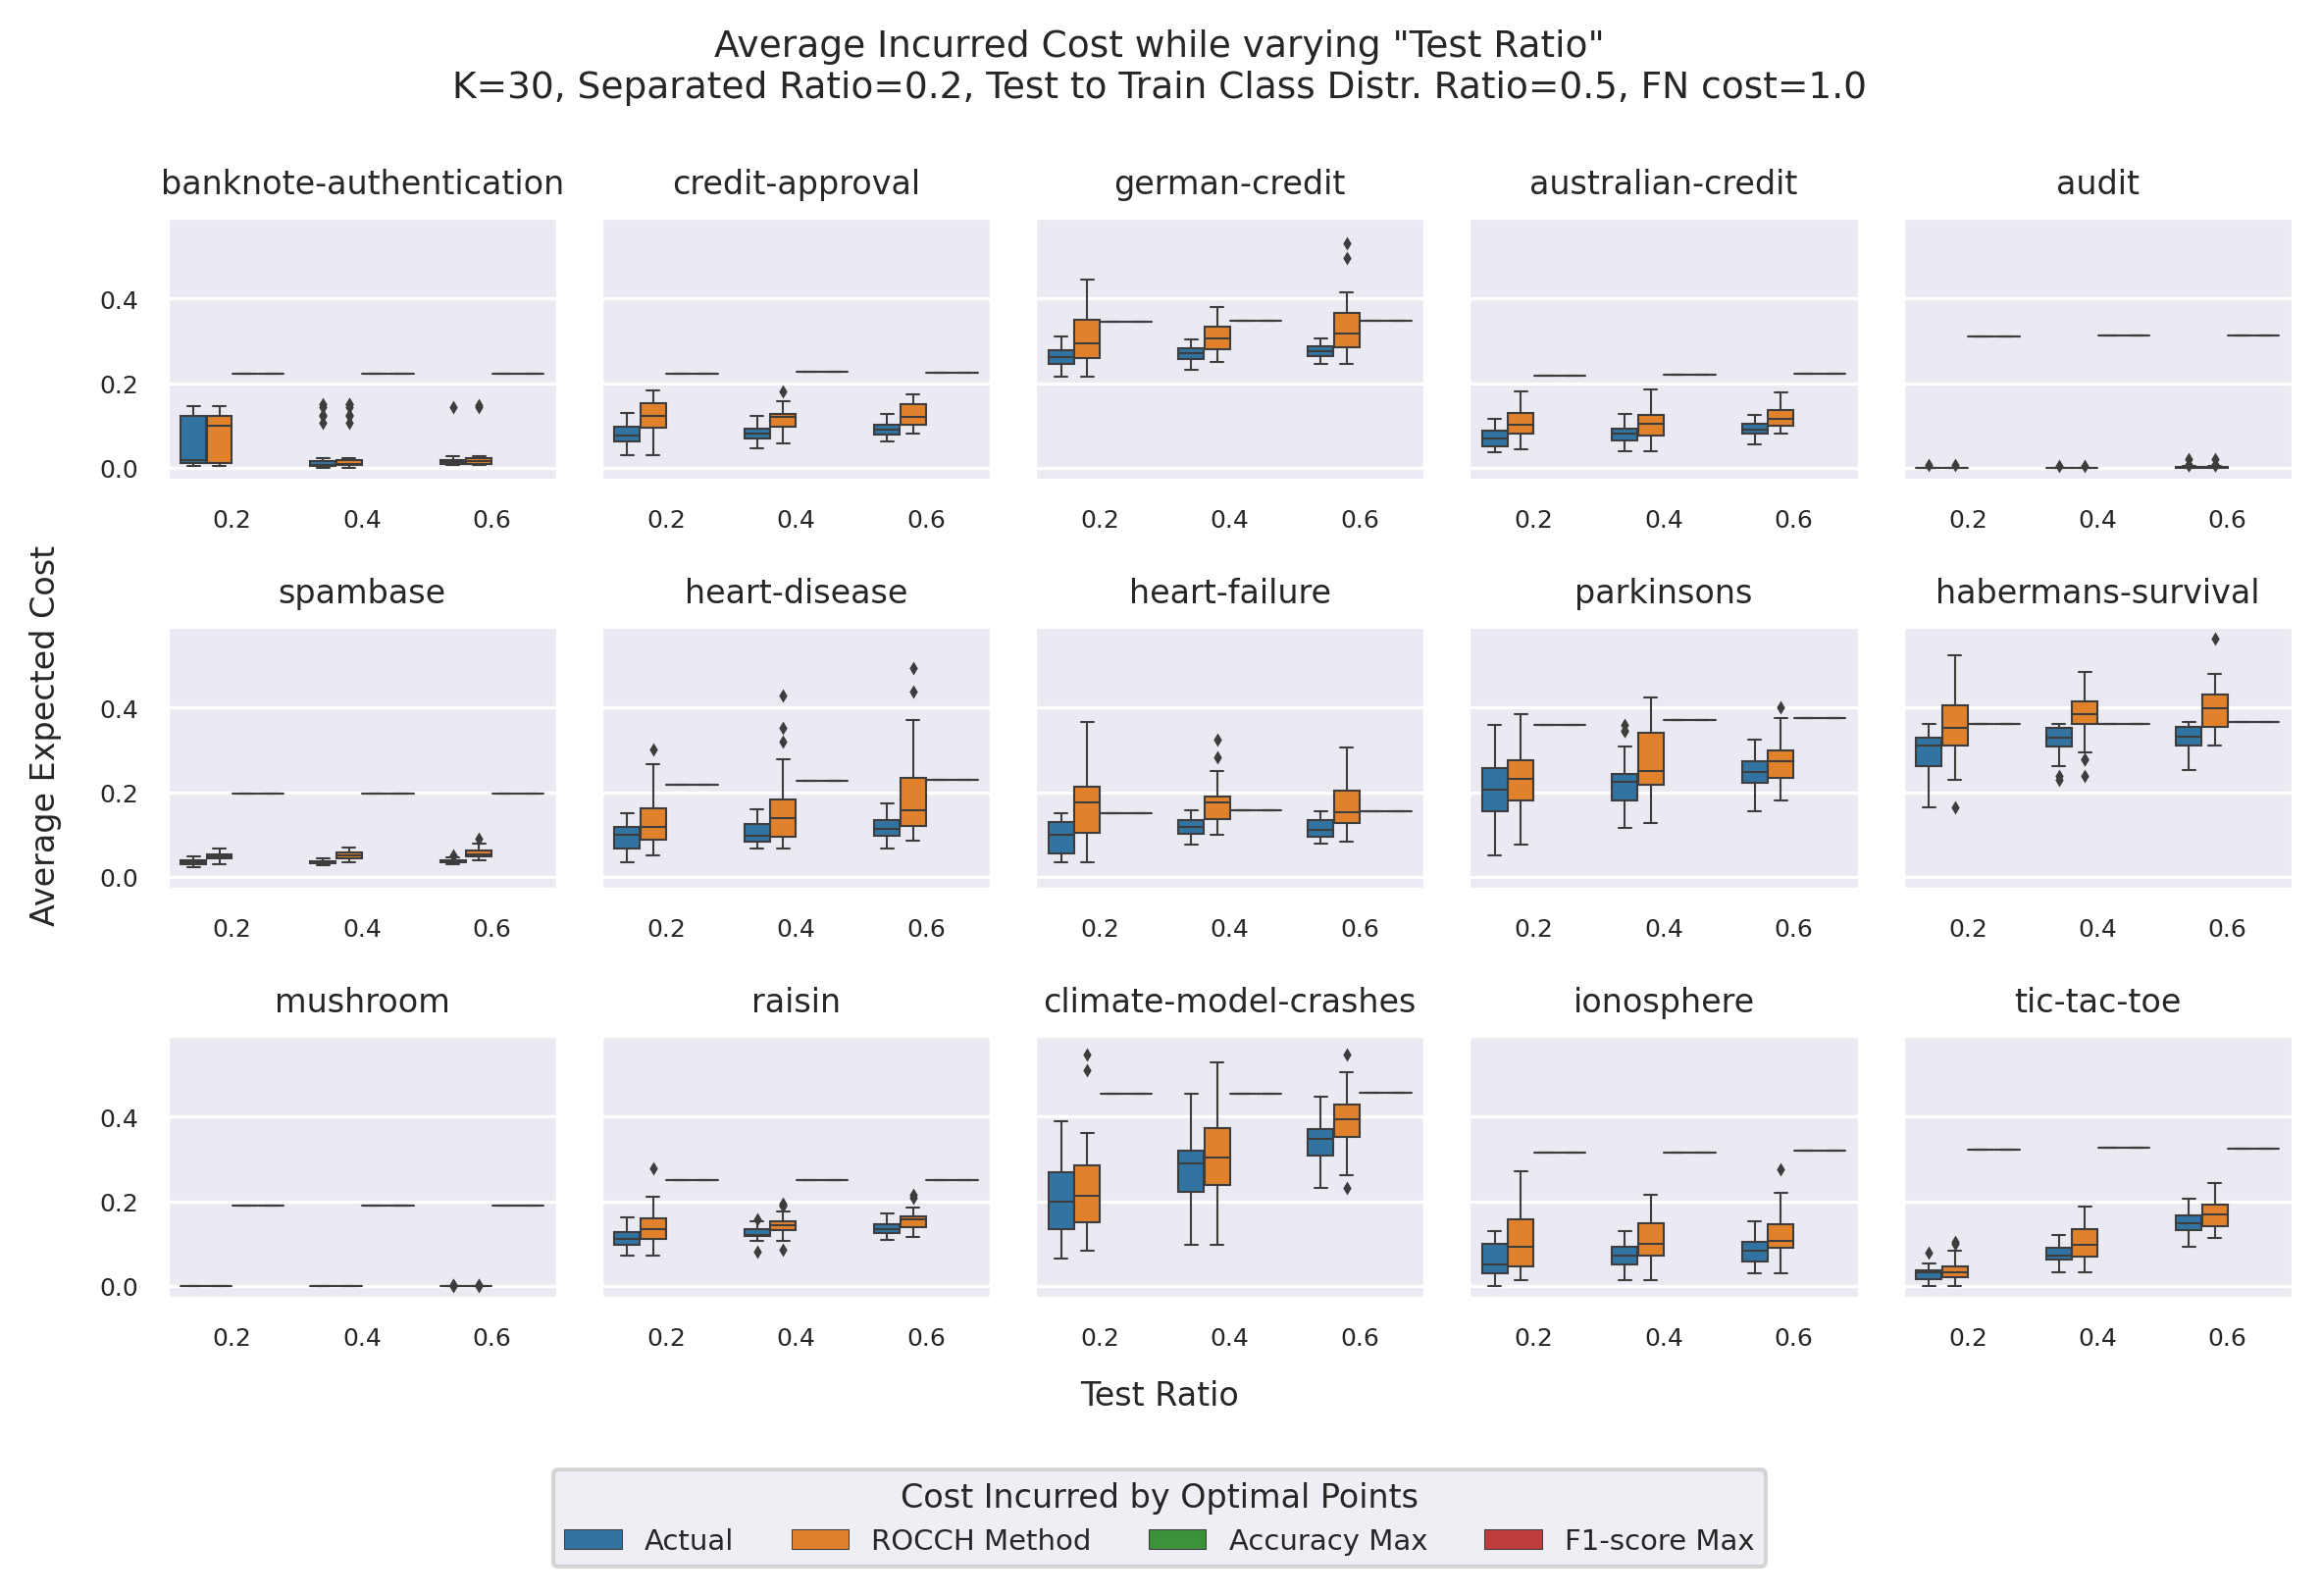 Average Incurred Cost while varying "Test Ratio"
K=30, Separated Ratio=0.2, Test to Train Class Distr. Ratio=0.5, FN cost=1.0
banknote-authentication credit-approval german-credit australian-credit audit
0.4
0.2
0.0
0.2 0.4 0.6 0.2 0.4 0.6 0.2 0.4 0.6 0.2 0.4 0.6 0.2 0.4 0.6
Average Expected Cost
spambase heart-disease heart-failure parkinsons habermans-survival
0.4
0.2
0.0
0.2 0.4 0.6 0.2 0.4 0.6 0.2 0.4 0.6 0.2 0.4 0.6 0.2 0.4 0.6
mushroom raisin climate-model-crashes ionosphere tic-tac-toe
0.4
0.2
0.0
0.2 0.4 0.6 0.2 0.4 0.6 0.2 0.4 0.6 0.2 0.4 0.6 0.2 0.4 0.6
Test Ratio
Cost Incurred by Optimal Points
Actual ROCCH Method Accuracy Max F1-score Max